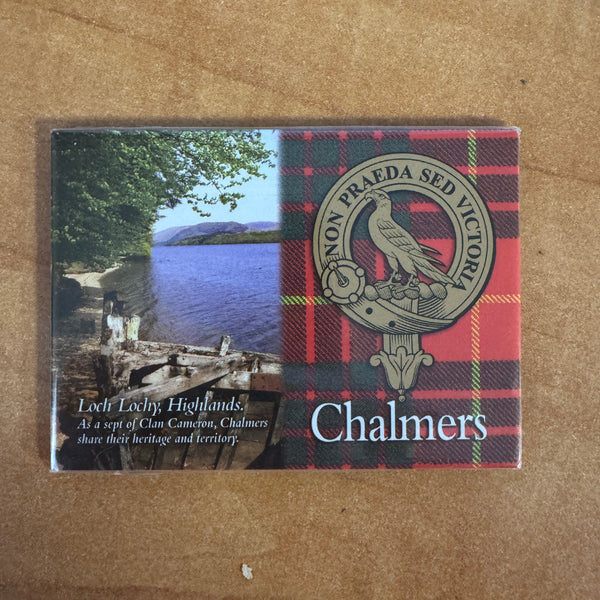 Loch Lochy, Highlands.
As a sept of Clan Cameron, Chalmers
share their heritage and territory.
NON PRAEDA SED VICTORIA
Chalmers